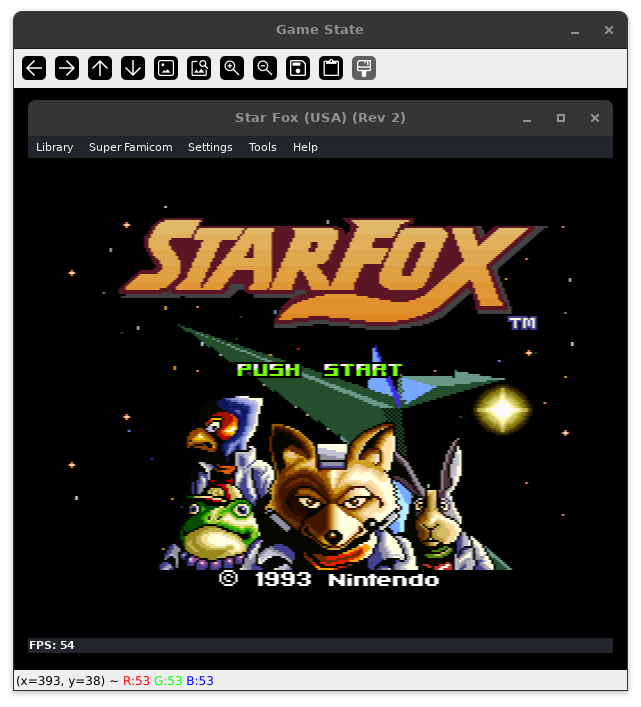 Game State
Star Fox (USA) (Rev 2)
Library Super Famicom Settings Tools Help
STARFOX
TM
PUSH START
© 1993 Nintendo
FPS: 54
(x=393, y=38) ~ R:53 G:53 B:53